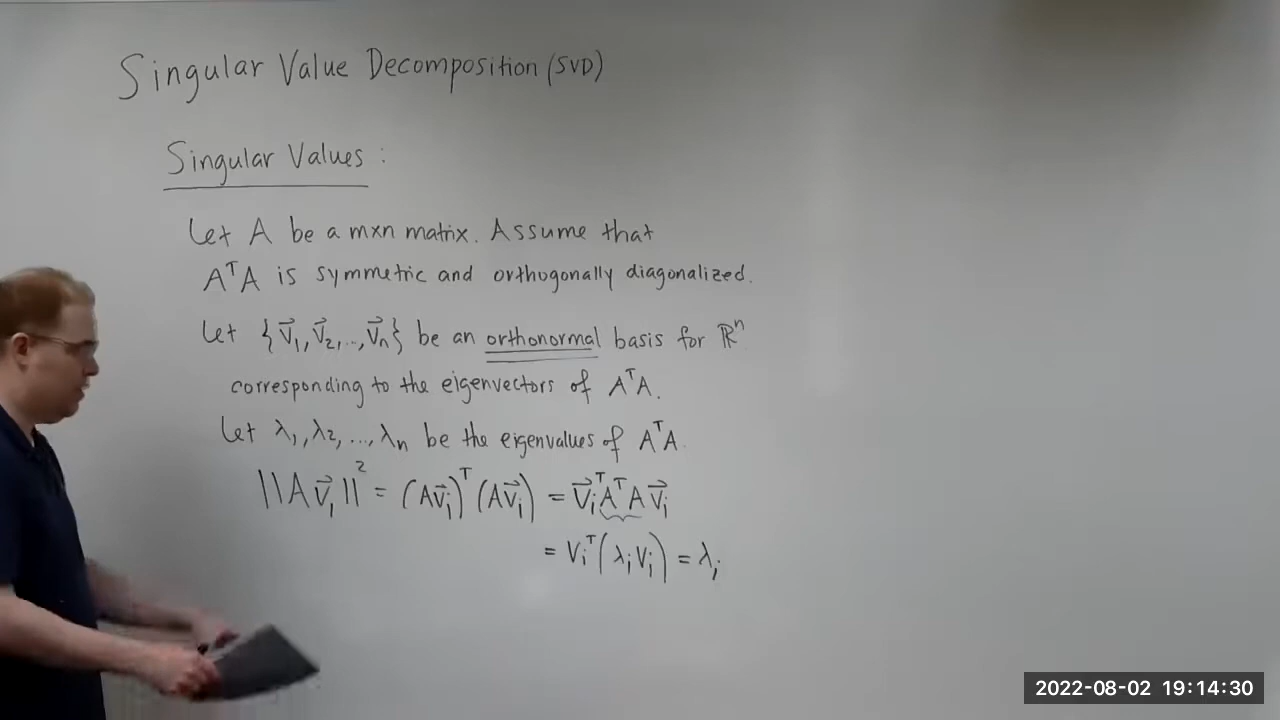 Singular Value Decomposition (SVD)
Singular Values :
Let A be a mxn matrix. Assume that
AᵀA is symmetric and orthogonally diagonalized.
Let {v⃗₁, v⃗₂, ..., v⃗ₙ} be an orthonormal basis for ℝⁿ
corresponding to the eigenvectors of AᵀA.
Let λ₁, λ₂, ..., λₙ be the eigenvalues of AᵀA.
||Av⃗ᵢ||² = (Av⃗ᵢ)ᵀ(Av⃗ᵢ) = v⃗ᵢᵀAᵀAv⃗ᵢ
= vᵢᵀ(λᵢvᵢ) = λᵢ
2022-08-02 19:14:30